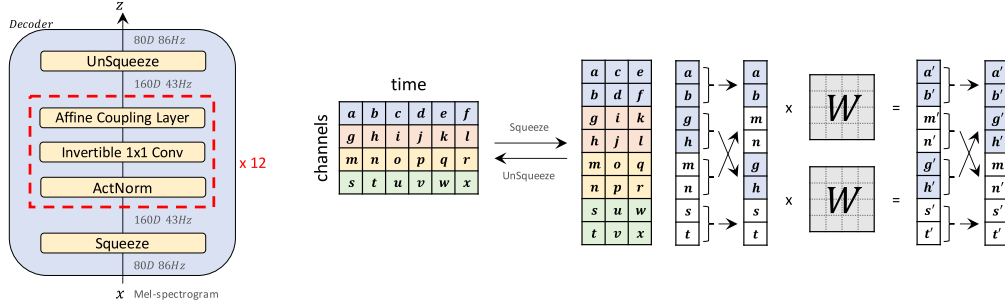 z
Decoder
80D 86Hz
UnSqueeze
160D 43Hz
Affine Coupling Layer
Invertible 1x1 Conv
ActNorm
x 12
160D 43Hz
Squeeze
80D 86Hz
x Mel-spectrogram
time
channels
a b c d e f
g h i j k l
m n o p q r
s t u v w x
Squeeze
UnSqueeze
a c e
b d f
g i k
h j l
m o q
n p r
s u w
t v x
a
b
g
h
m
n
s
t
a
b
m
n
g
h
s
t
x W =
x W =
a'
b'
m'
n'
g'
h'
s'
t'
a'
b'
g'
h'
m
n'
s'
t'